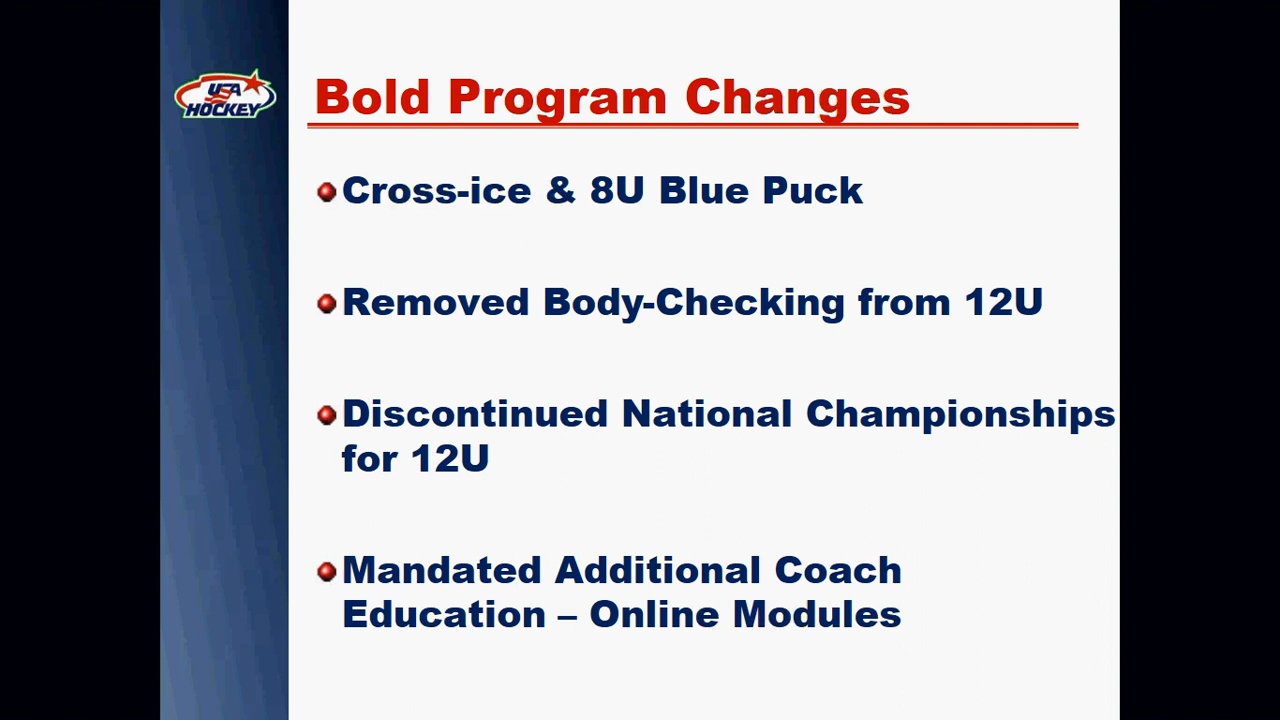 USA
HOCKEY
Bold Program Changes
Cross-ice & 8U Blue Puck
Removed Body-Checking from 12U
Discontinued National Championships
for 12U
Mandated Additional Coach
Education – Online Modules